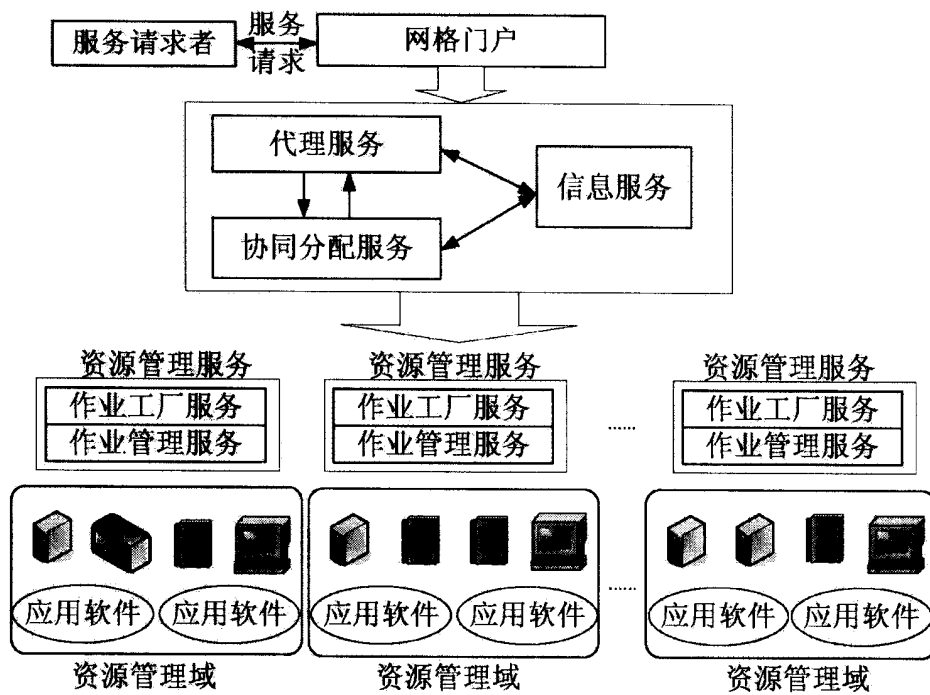 服务请求者
服务
请求
网格门户
代理服务
信息服务
协同分配服务
资源管理服务
资源管理服务
资源管理服务
作业工厂服务
作业工厂服务
作业工厂服务
作业管理服务
作业管理服务
......
作业管理服务
应用软件
应用软件
应用软件
应用软件
......
应用软件
应用软件
资源管理域
资源管理域
资源管理域